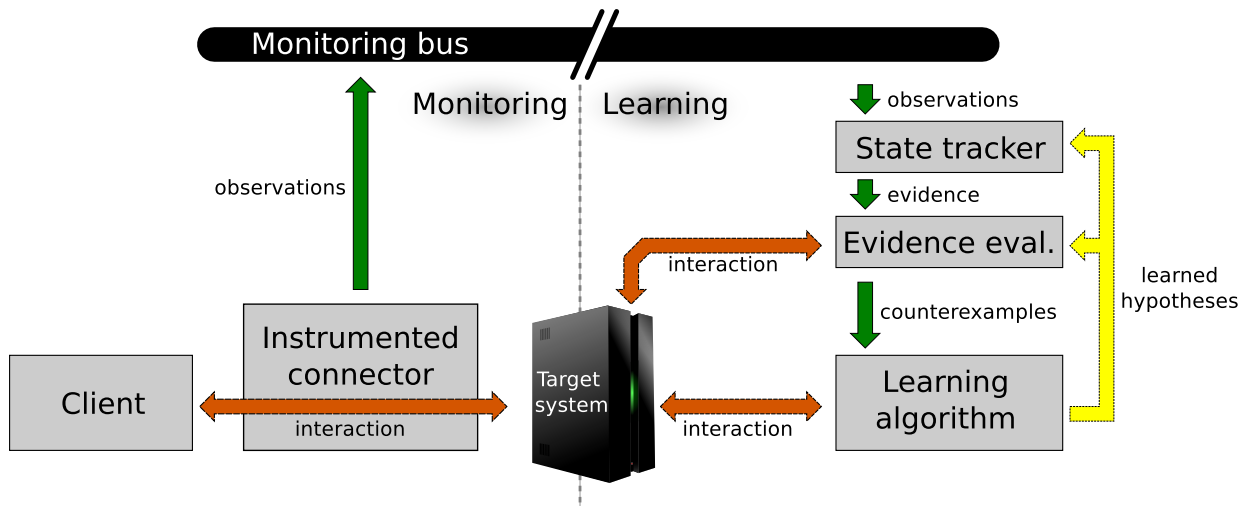 Monitoring bus
Monitoring
Learning
observations
observations
State tracker
evidence
Evidence eval.
interaction
learned
hypotheses
counterexamples
Instrumented
connector
Client
interaction
Target
system
interaction
Learning
algorithm